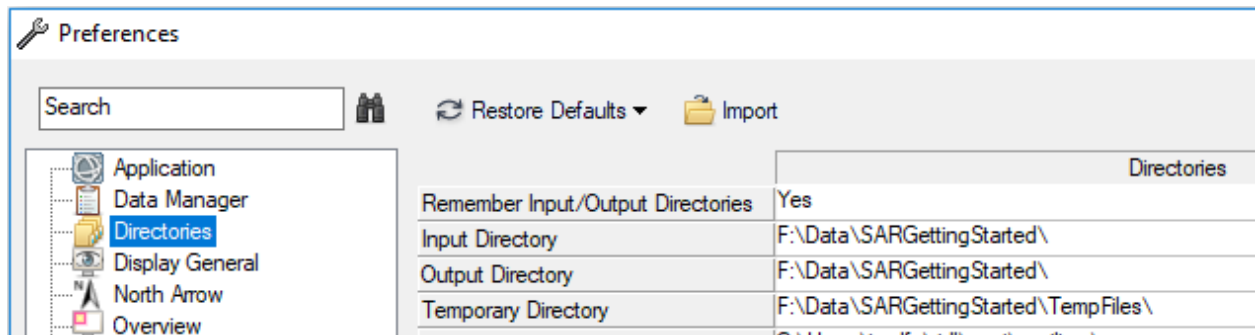 Preferences
Search
Restore Defaults
Import
Application
Data Manager
Directories
Display General
North Arrow
Overview
Directories
Remember Input/Output Directories Yes
Input Directory F:\Data\SARGettingStarted\
Output Directory F:\Data\SARGettingStarted\
Temporary Directory F:\Data\SARGettingStarted\TempFiles\